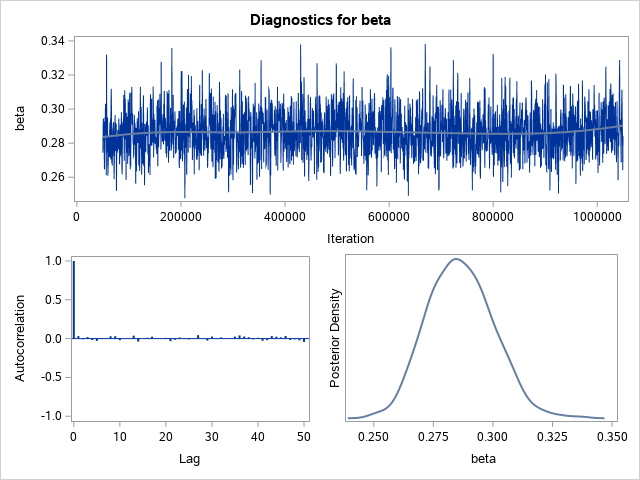 Diagnostics for beta
beta
0.34
0.32
0.30
0.28
0.26
0 200000 400000 600000 800000 1000000
Iteration
Autocorrelation
1.0
0.5
0.0
-0.5
-1.0
0 10 20 30 40 50
Lag
Posterior Density
0.250 0.275 0.300 0.325 0.350
beta